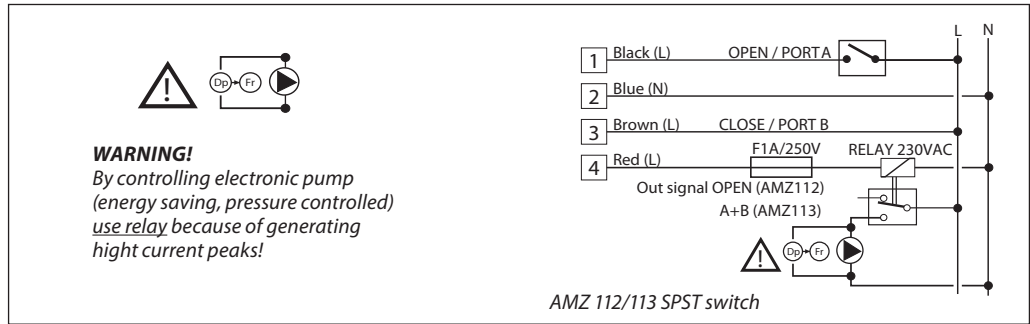 Dp Fr
WARNING!
By controlling electronic pump
(energy saving, pressure controlled)
use relay because of generating
hight current peaks!
L N
1 Black (L) OPEN / PORT A
2 Blue (N)
3 Brown (L) CLOSE / PORT B
F1A/250V RELAY 230VAC
4 Red (L)
Out signal OPEN (AMZ112)
A+B (AMZ113)
Dp Fr
AMZ 112/113 SPST switch